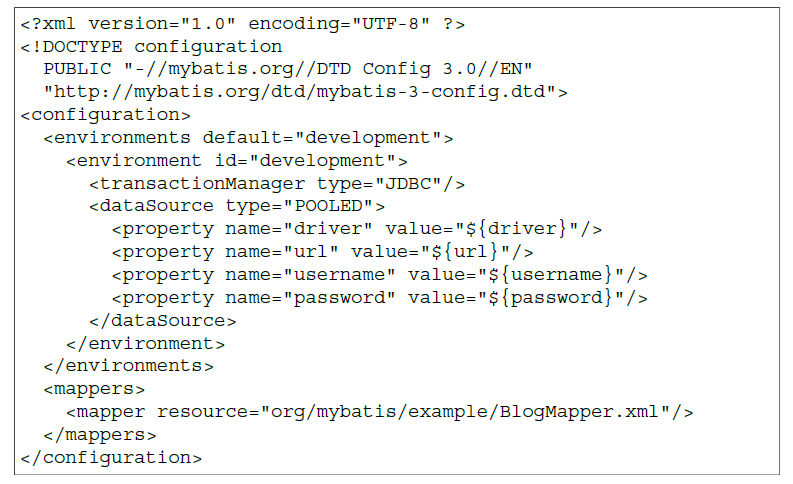 <?xml version="1.0" encoding="UTF-8" ?>
<!DOCTYPE configuration
  PUBLIC "-//mybatis.org//DTD Config 3.0//EN"
  "http://mybatis.org/dtd/mybatis-3-config.dtd">
<configuration>
  <environments default="development">
    <environment id="development">
      <transactionManager type="JDBC"/>
      <dataSource type="POOLED">
        <property name="driver" value="${driver}"/>
        <property name="url" value="${url}"/>
        <property name="username" value="${username}"/>
        <property name="password" value="${password}"/>
      </dataSource>
    </environment>
  </environments>
  <mappers>
    <mapper resource="org/mybatis/example/BlogMapper.xml"/>
  </mappers>
</configuration>